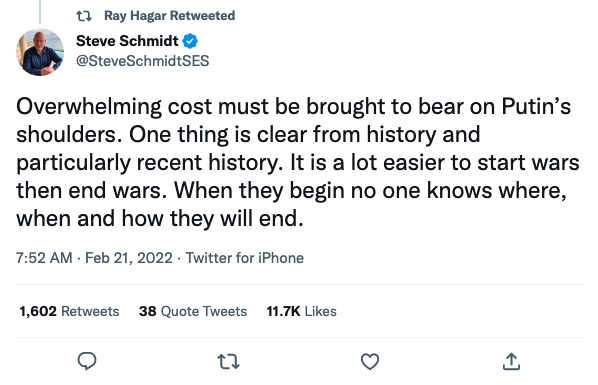 Ray Hagar Retweeted
Steve Schmidt
@SteveSchmidtSES
Overwhelming cost must be brought to bear on Putin’s
shoulders. One thing is clear from history and
particularly recent history. It is a lot easier to start wars
then end wars. When they begin no one knows where,
when and how they will end.
7:52 AM · Feb 21, 2022 · Twitter for iPhone
1,602 Retweets 38 Quote Tweets 11.7K Likes